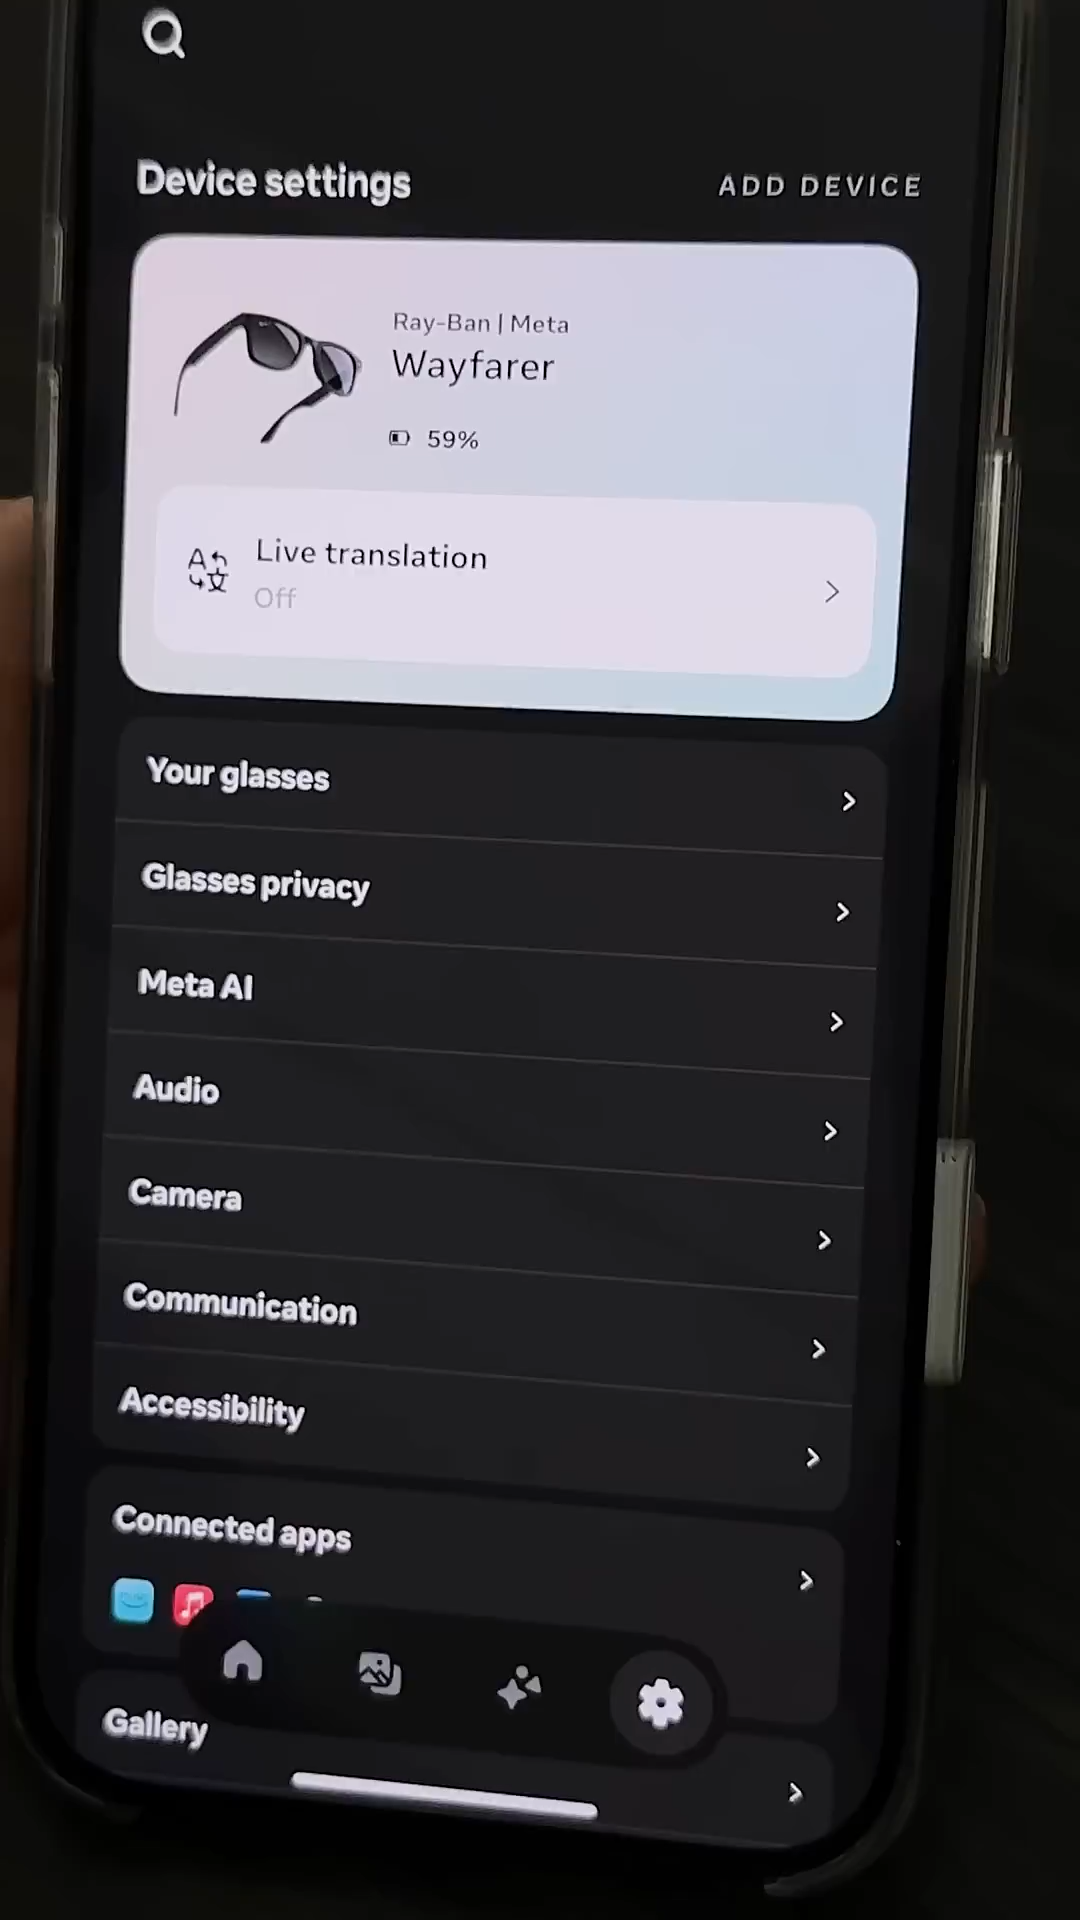 Device settings
ADD DEVICE
Ray-Ban | Meta
Wayfarer
59%
Live translation
Off
Your glasses
Glasses privacy
Meta AI
Audio
Camera
Communication
Accessibility
Connected apps
Gallery